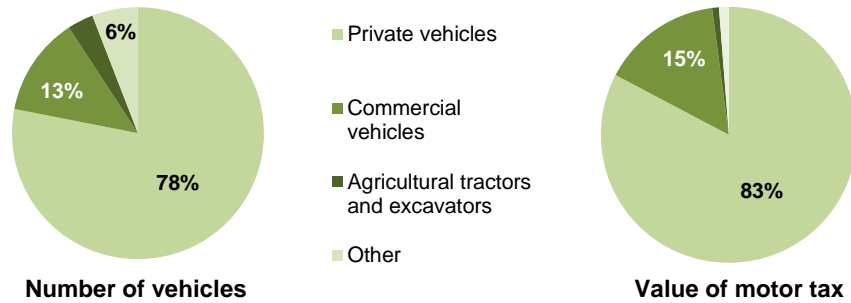 6%
13%
78%
Number of vehicles
Private vehicles
Commercial
vehicles
Agricultural tractors
and excavators
Other
15%
83%
Value of motor tax